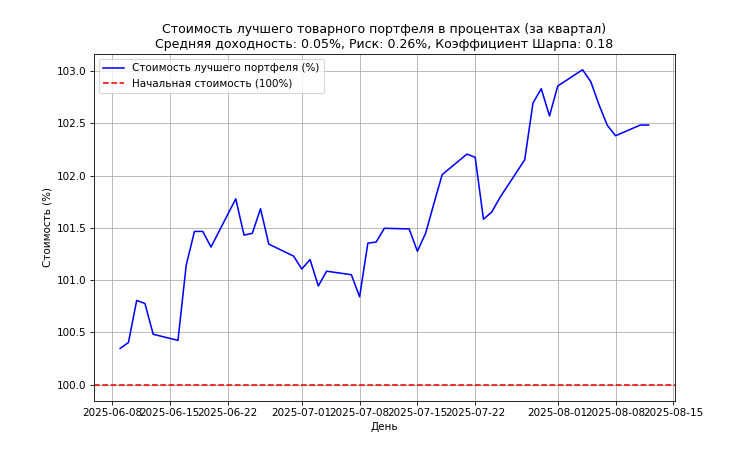 Стоимость лучшего товарного портфеля в процентах (за квартал)
Средняя доходность: 0.05%, Риск: 0.26%, Коэффициент Шарпа: 0.18
Стоимость лучшего портфеля (%)
Начальная стоимость (100%)
Стоимость (%)
103.0
102.5
102.0
101.5
101.0
100.5
100.0
2025-06-08 2025-06-15 2025-06-22 2025-07-01 2025-07-08 2025-07-15 2025-07-22 2025-08-01 2025-08-08 2025-08-15
День